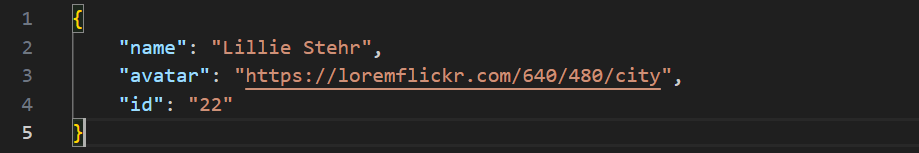 1 {
2     "name": "Lillie Stehr",
3     "avatar": "https://loremflickr.com/640/480/city",
4     "id": "22"
5 }